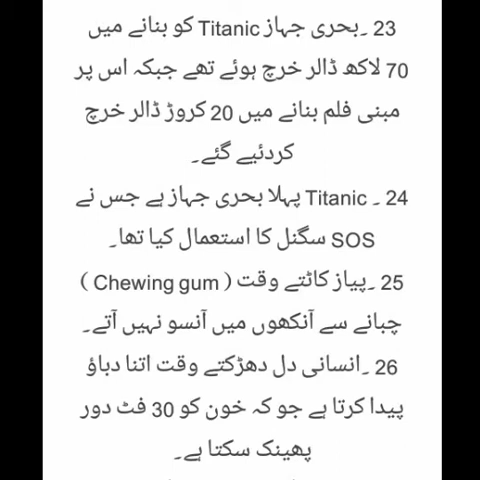 23 ۔بحری جہاز Titanic کو بنانے میں
70 لاکھ ڈالر خرچ ہوئے تھے جبکہ اس پر
مبنی فلم بنانے میں 20 کروڑ ڈالر خرچ
کردئیے گئے۔
24 ۔ Titanic پہلا بحری جہاز ہے جس نے
SOS سگنل کا استعمال کیا تھا۔
25 ۔پیاز کاٹتے وقت ( Chewing gum )
چبانے سے آنکھوں میں آنسو نہیں آتے۔
26 ۔انسانی دل دھڑکتے وقت اتنا دباؤ
پیدا کرتا ہے جو کہ خون کو 30 فٹ دور
پھینک سکتا ہے۔